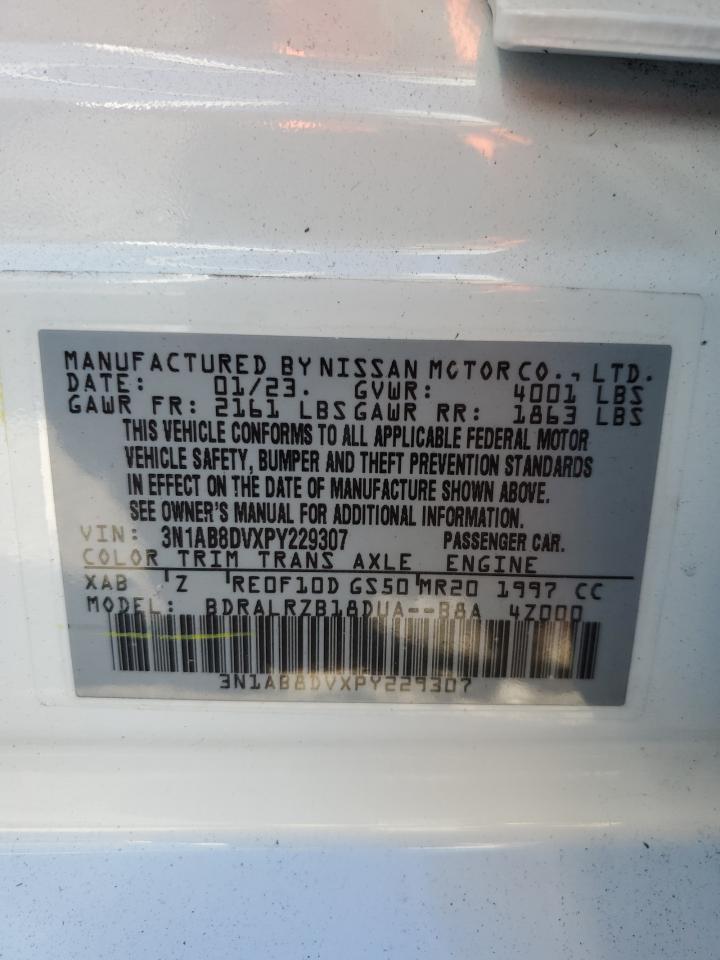 MANUFACTURED BY NISSAN MOTOR CO., LTD.
DATE: 01/23. GVWR: 4001 LBS
GAWR FR: 2161 LBS GAWR RR: 1863 LBS
THIS VEHICLE CONFORMS TO ALL APPLICABLE FEDERAL MOTOR
VEHICLE SAFETY, BUMPER AND THEFT PREVENTION STANDARDS
IN EFFECT ON THE DATE OF MANUFACTURE SHOWN ABOVE.
SEE OWNER'S MANUAL FOR ADDITIONAL INFORMATION.
VIN: 3N1AB8DVXPY229307 PASSENGER CAR.
COLOR TRIM TRANS AXLE ENGINE
XAB Z RE0F10D GS50 MR20 1997 CC
MODEL: BDRALRZB18DUA--B8A 4Z000
3N1AB8DVXPY229307